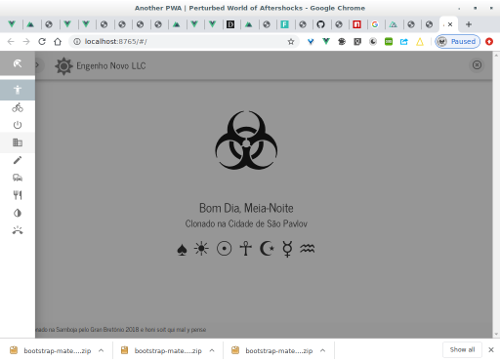 Another PWA | Perturbed World of Aftershocks - Google Chrome
localhost:8765/#/
Paused
Engenho Novo LLC
Bom Dia, Meia-Noite
Clonado na Cidade de São Pavlov
na Samboja pelo Gran Bretinio 2018 e honi soit qui mal y pense
bootstrap-mate....zip
bootstrap-mate....zip
bootstrap-mate....zip
Show all